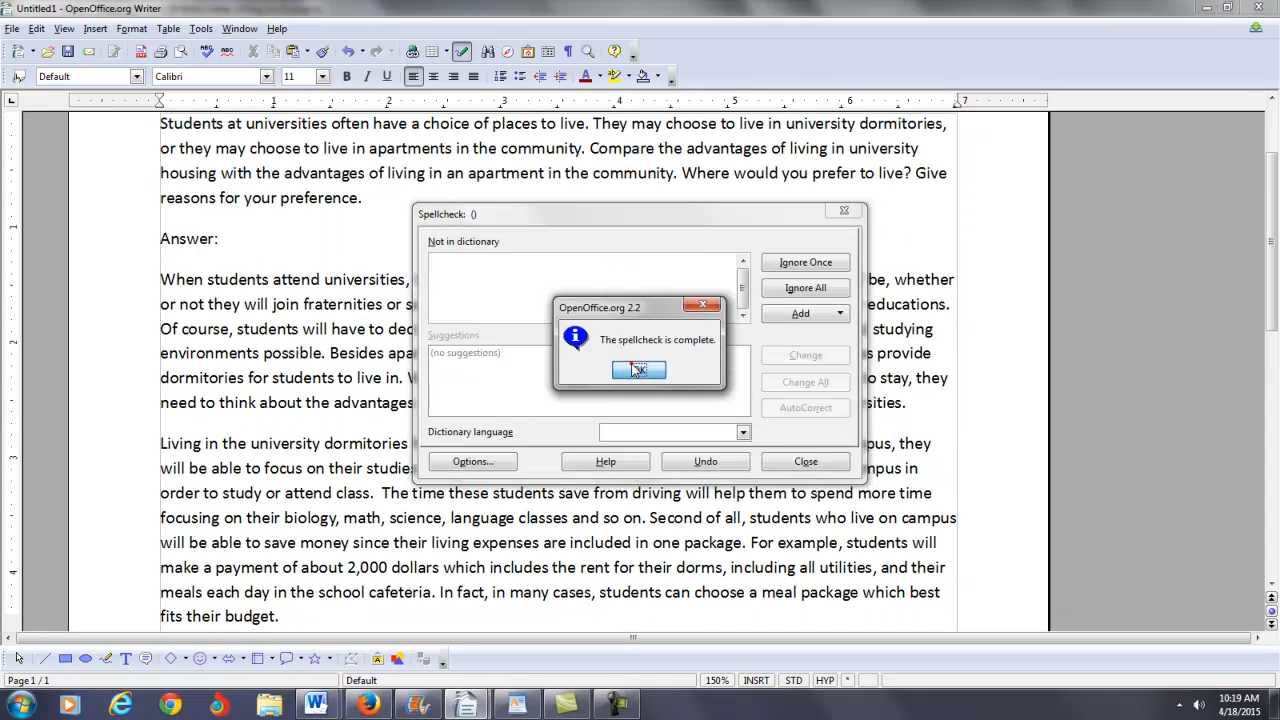 Untitled1 - OpenOffice.org Writer
File Edit View Insert Format Table Tools Window Help
Default Calibri 11
1 2 3 4 5 6 7
Students at universities often have a choice of places to live. They may choose to live in university dormitories,
or they may choose to live in apartments in the community. Compare the advantages of living in university
housing with the advantages of living in an apartment in the community. Where would you prefer to live? Give
reasons for your preference.
Answer:
When students attend universities, be, whether
or not they will join fraternities or educations.
Of course, students will have to studying
environments possible. Besides provide
dormitories for students to live in. to stay, they
need to think about the advantages
Living in the university dormitories they
will be able to focus on their in
order to study or attend class. The time these students save from driving will help them to spend more time
focusing on their biology, math, science, language classes and so on. Second of all, students who live on campus
will be able to save money since their living expenses are included in one package. For example, students will
make a payment of about 2,000 dollars which includes the rent for their dorms, including all utilities, and their
meals each day in the school cafeteria. In fact, in many cases, students can choose a meal package which best
fits their budget.
Spellcheck: ()
Not in dictionary
Ignore Once
Ignore All
Add
Suggestions
(no suggestions)
Change
Change All
AutoCorrect
Dictionary language
Options... Help Undo Close
OpenOffice.org 2.2
The spellcheck is complete.
Page 1 / 1 Default 150% INSRT STD HYP *
10:19 AM
4/18/2015